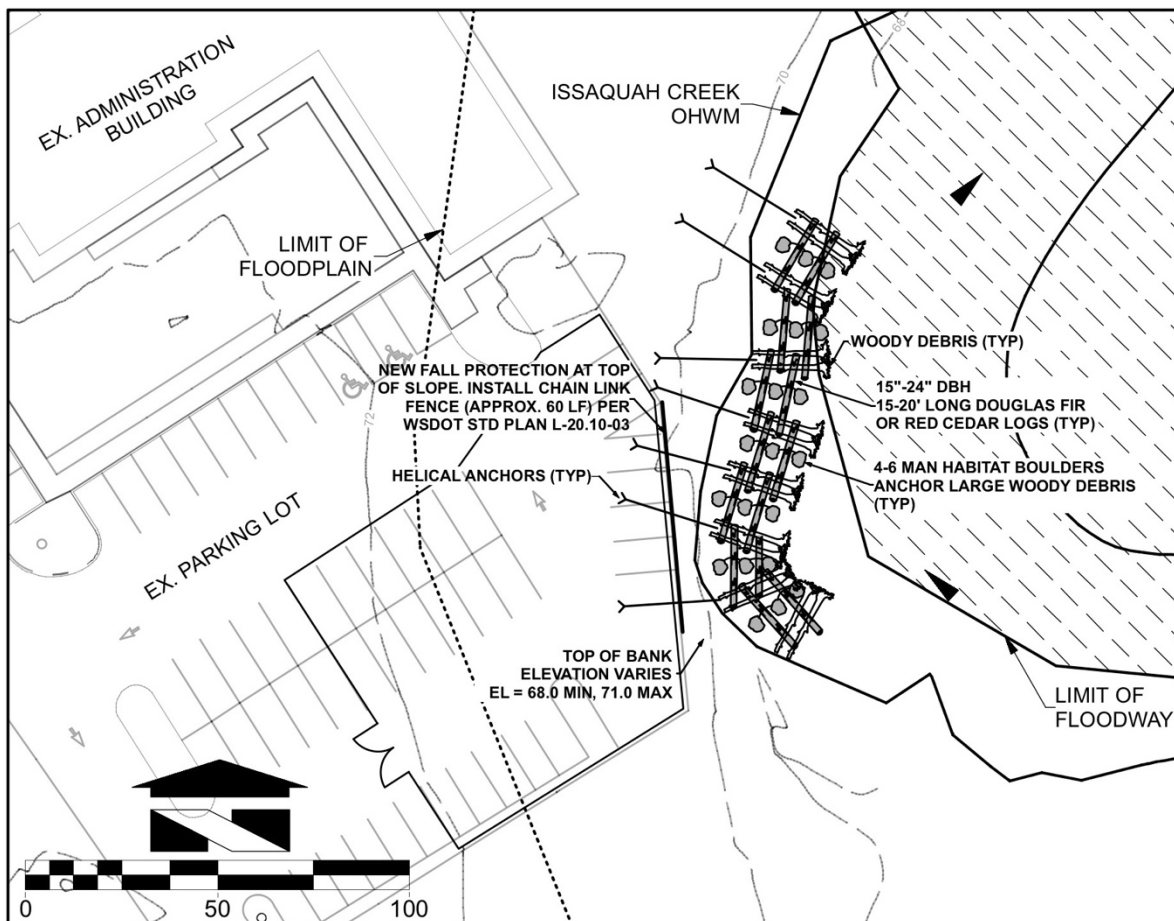 EX. ADMINISTRATION
BUILDING
ISSAQUAH CREEK
OHWM
70
68
LIMIT OF
FLOODPLAIN
NEW FALL PROTECTION AT TOP
OF SLOPE. INSTALL CHAIN LINK
FENCE (APPROX. 60 LF) PER
WSDOT STD PLAN L-20.10-03
72
WOODY DEBRIS (TYP)
15"-24" DBH
15-20' LONG DOUGLAS FIR
OR RED CEDAR LOGS (TYP)
HELICAL ANCHORS (TYP)
4-6 MAN HABITAT BOULDERS
ANCHOR LARGE WOODY DEBRIS
(TYP)
EX. PARKING LOT
TOP OF BANK
ELEVATION VARIES
EL = 68.0 MIN, 71.0 MAX
LIMIT OF
FLOODWAY
0
50
100